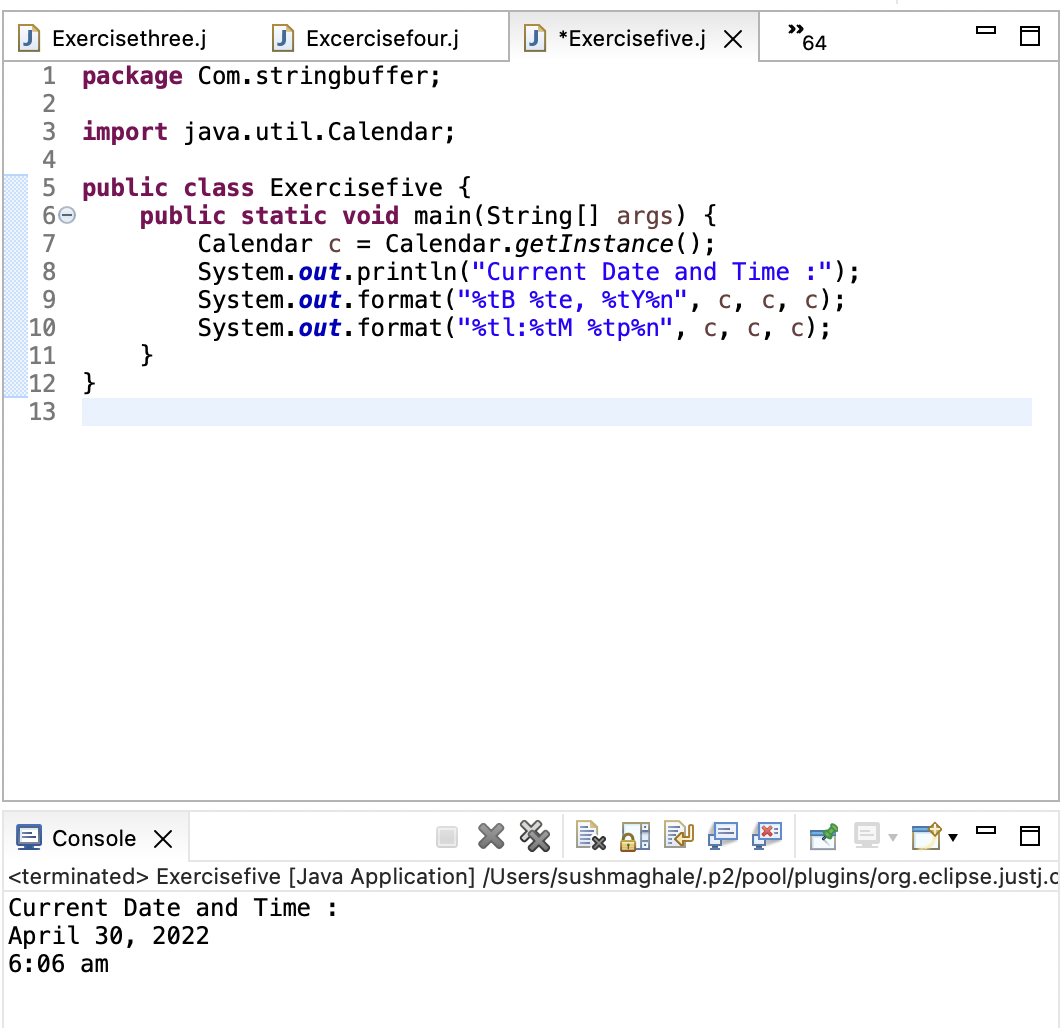 Exercisethree.j Excercisefour.j *Exercisefive.j »64
1 package Com.stringbuffer;
2
3 import java.util.Calendar;
4
5 public class Exercisefive {
6 public static void main(String[] args) {
7 Calendar c = Calendar.getInstance();
8 System.out.println("Current Date and Time :");
9 System.out.format("%tB %te, %tY%n", c, c, c);
10 System.out.format("%tl:%tM %tp%n", c, c, c);
11 }
12 }
13
Console
<terminated> Exercisefive [Java Application] /Users/sushmaghale/.p2/pool/plugins/org.eclipse.justj.o
Current Date and Time :
April 30, 2022
6:06 am